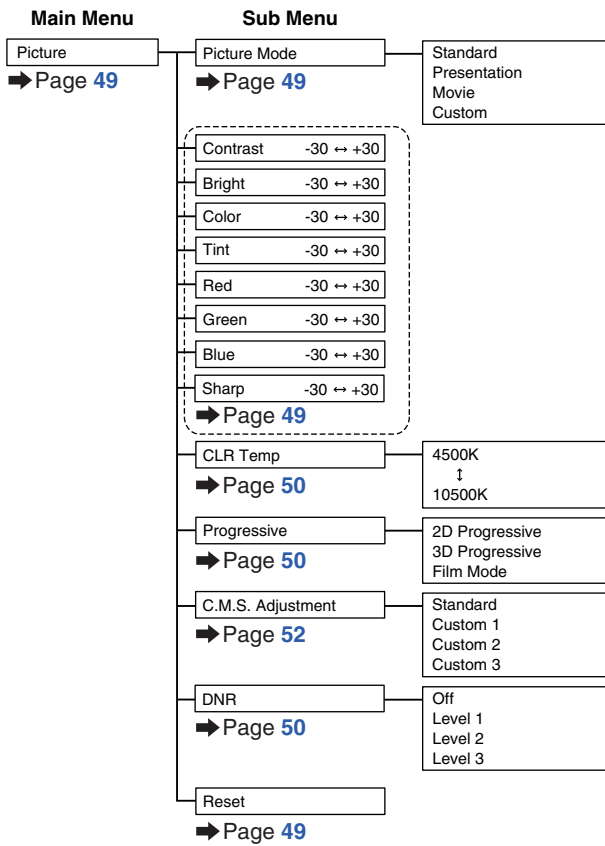 Main Menu Sub Menu
Picture
➡Page 49
Picture Mode
➡Page 49
Standard
Presentation
Movie
Custom
Contrast -30 ↔ +30
Bright -30 ↔ +30
Color -30 ↔ +30
Tint -30 ↔ +30
Red -30 ↔ +30
Green -30 ↔ +30
Blue -30 ↔ +30
Sharp -30 ↔ +30
➡Page 49
CLR Temp
➡Page 50
4500K
↕
10500K
Progressive
➡Page 50
2D Progressive
3D Progressive
Film Mode
C.M.S. Adjustment
➡Page 52
Standard
Custom 1
Custom 2
Custom 3
DNR
➡Page 50
Off
Level 1
Level 2
Level 3
Reset
➡Page 49